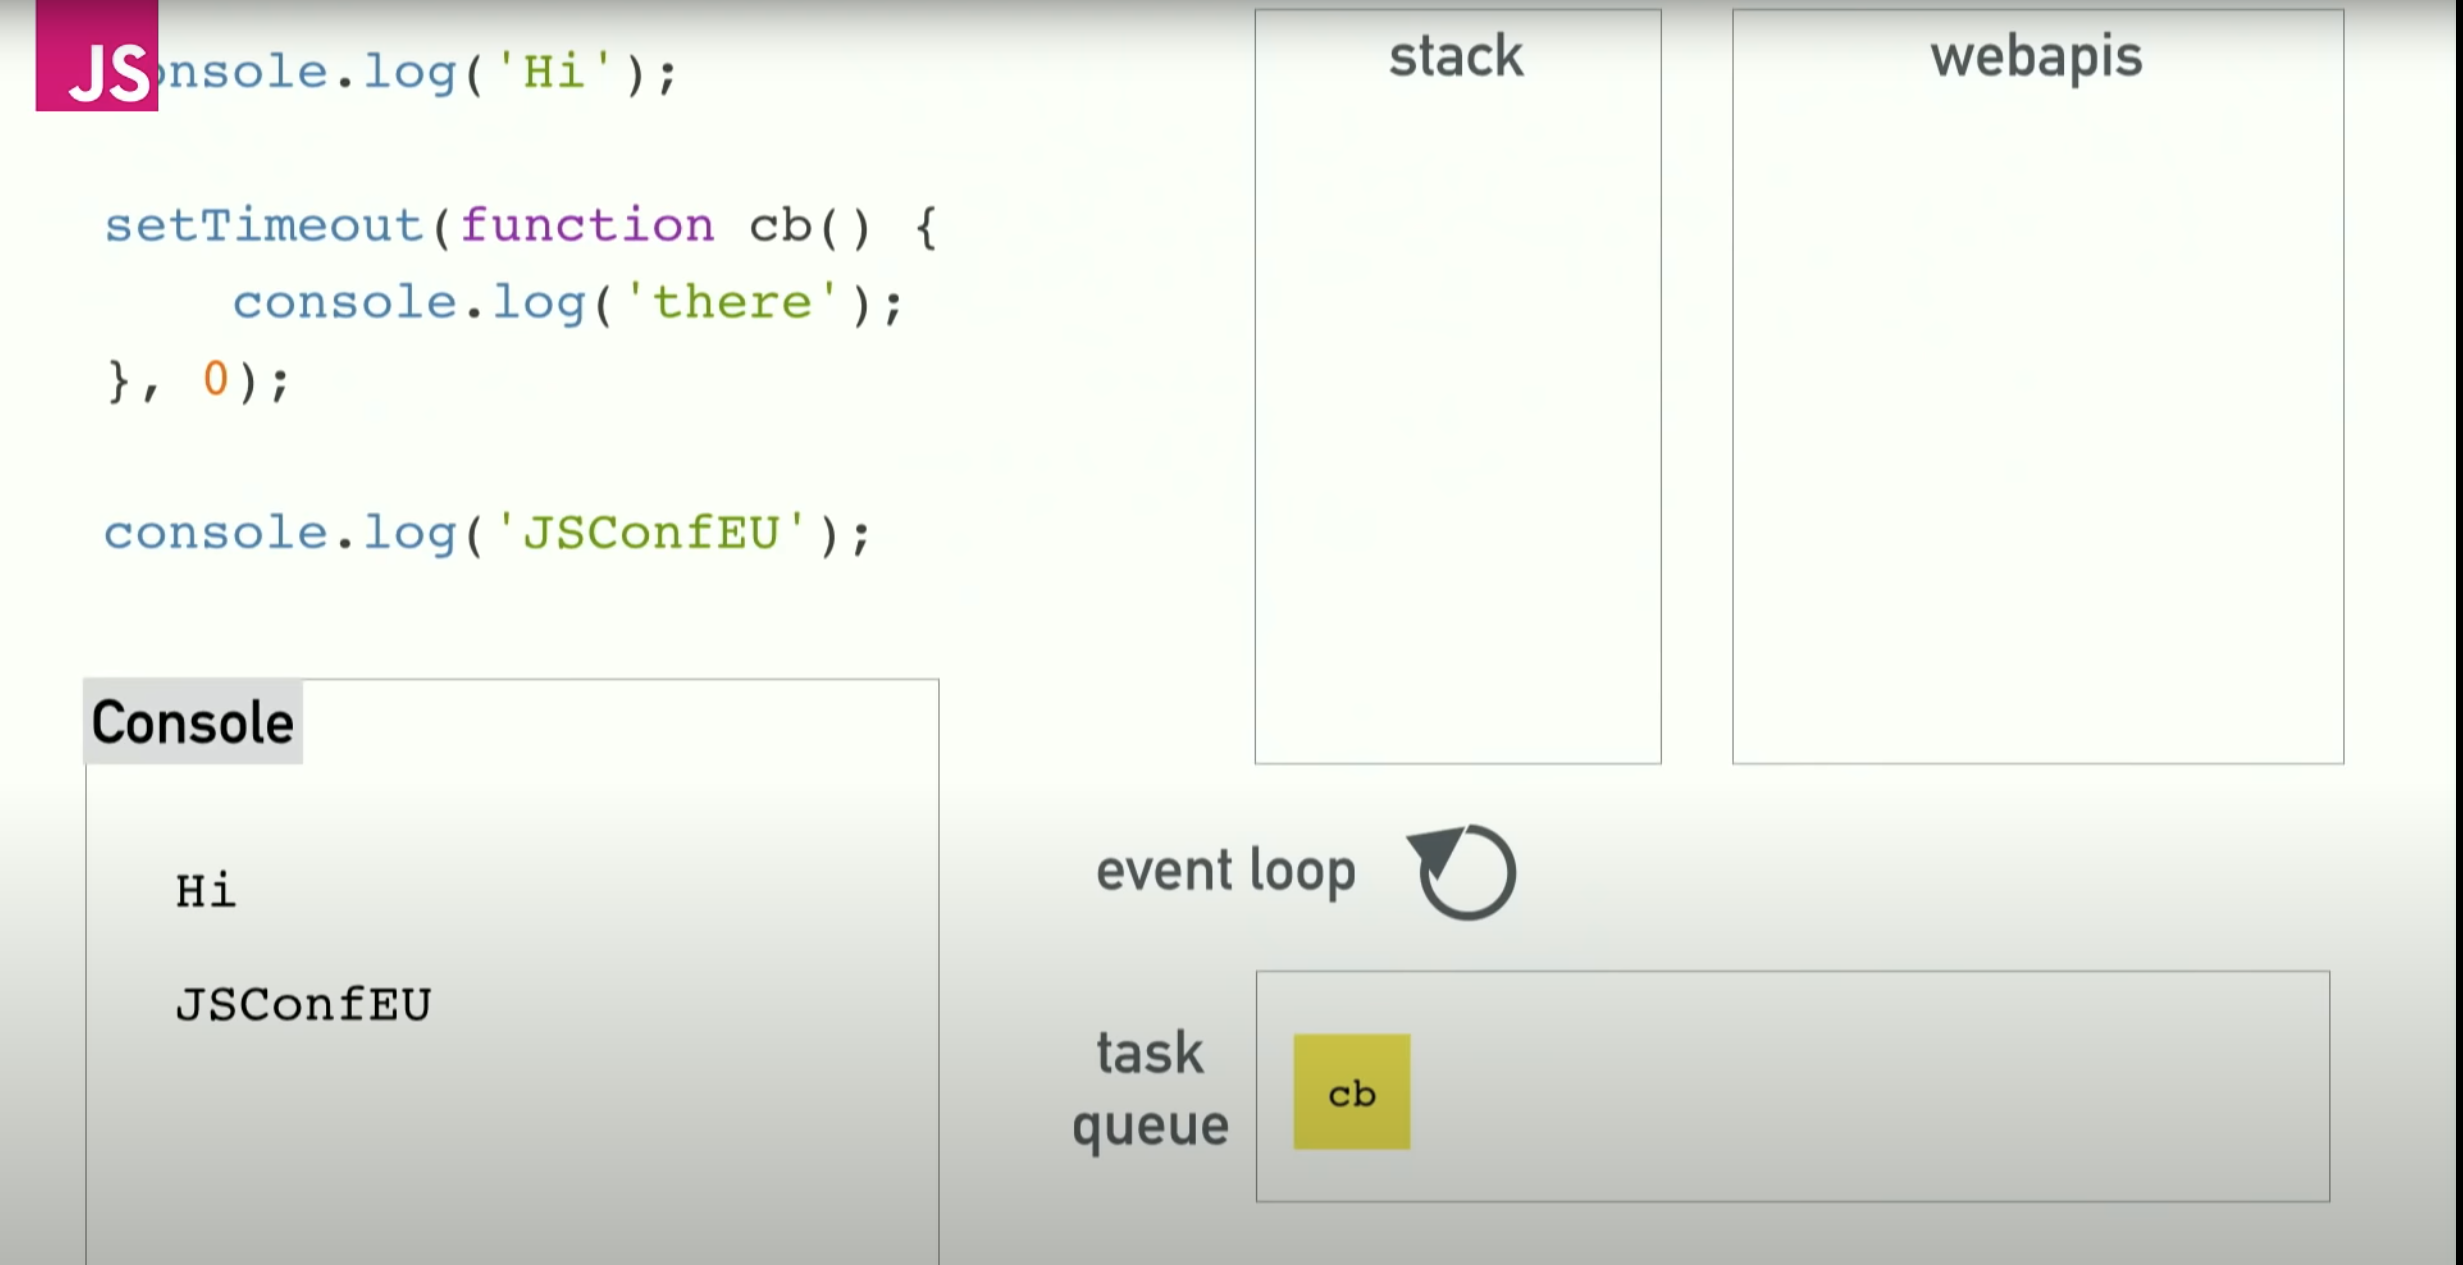 JS
onsole.log('Hi');
setTimeout(function cb() {
    console.log('there');
}, 0);
console.log('JSConfEU');
Console
Hi
JSConfEU
stack
webapis
event loop
task
queue
cb